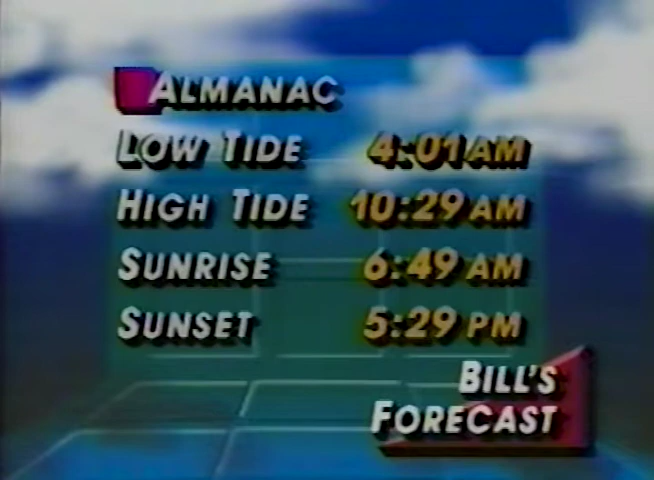 ALMANAC
LOW TIDE 4:01 AM
HIGH TIDE 10:29 AM
SUNRISE 6:49 AM
SUNSET 5:29 PM
BILL'S
FORECAST